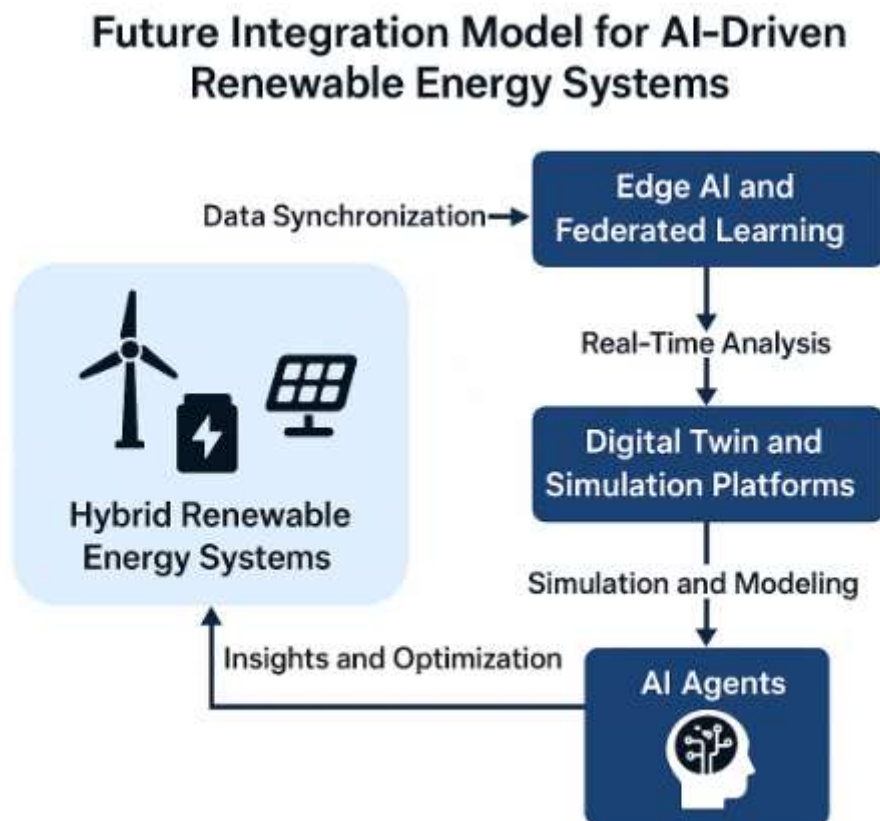 Future Integration Model for AI-Driven
Renewable Energy Systems
Edge AI and
Federated Learning
Data Synchronization
Real-Time Analysis
Digital Twin and
Simulation Platforms
Hybrid Renewable
Energy Systems
Simulation and Modeling
Insights and Optimization
AI Agents